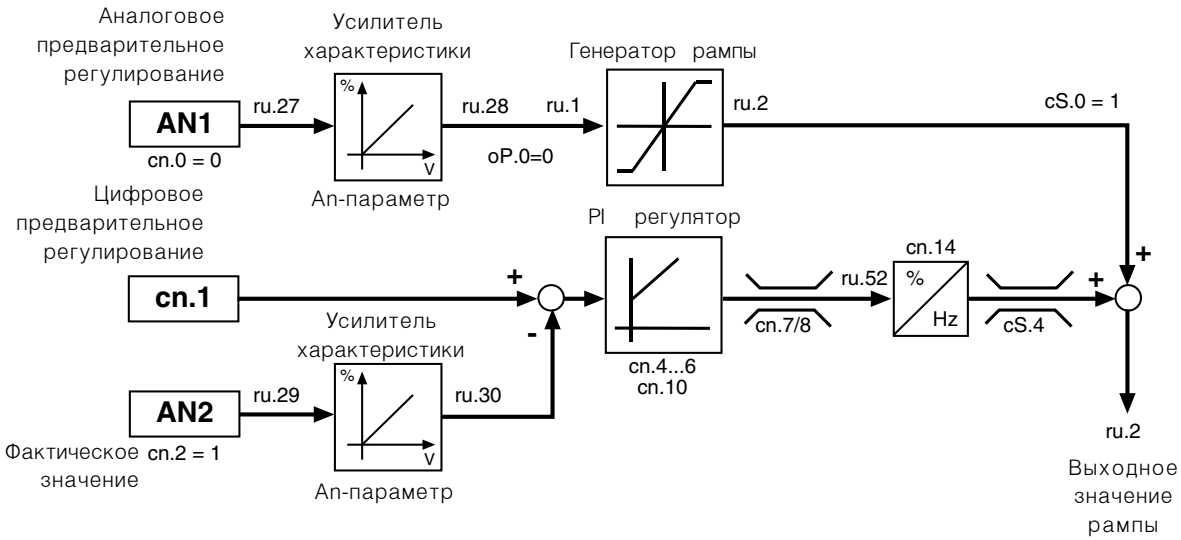 Аналоговое
предварительное
регулирование
AN1
cn.0 = 0
ru.27
Усилитель
характеристики
%
V
An-параметр
ru.28
ru.1
oP.0=0
Генератор рампы
ru.2
cS.0 = 1
Цифровое
предварительное
регулирование
cn.1
+
-
PI регулятор
cn.4...6
cn.10
cn.7/8
ru.52
cn.14
%
Hz
cS.4
+
+
AN2
cn.2 = 1
Фактическое
значение
ru.29
Усилитель
характеристики
%
V
An-параметр
ru.30
ru.2
Выходное
значение
рампы